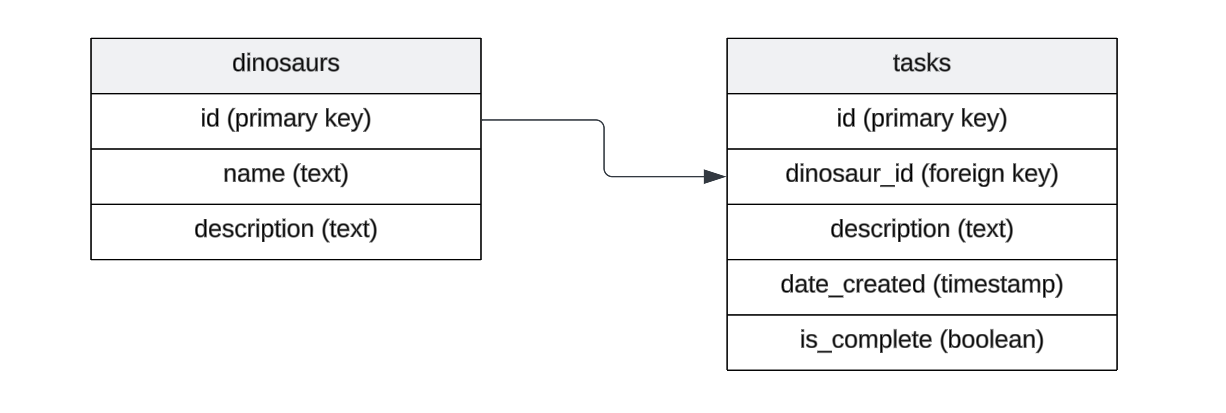 dinosaurs
id (primary key)
name (text)
description (text)
tasks
id (primary key)
dinosaur_id (foreign key)
description (text)
date_created (timestamp)
is_complete (boolean)